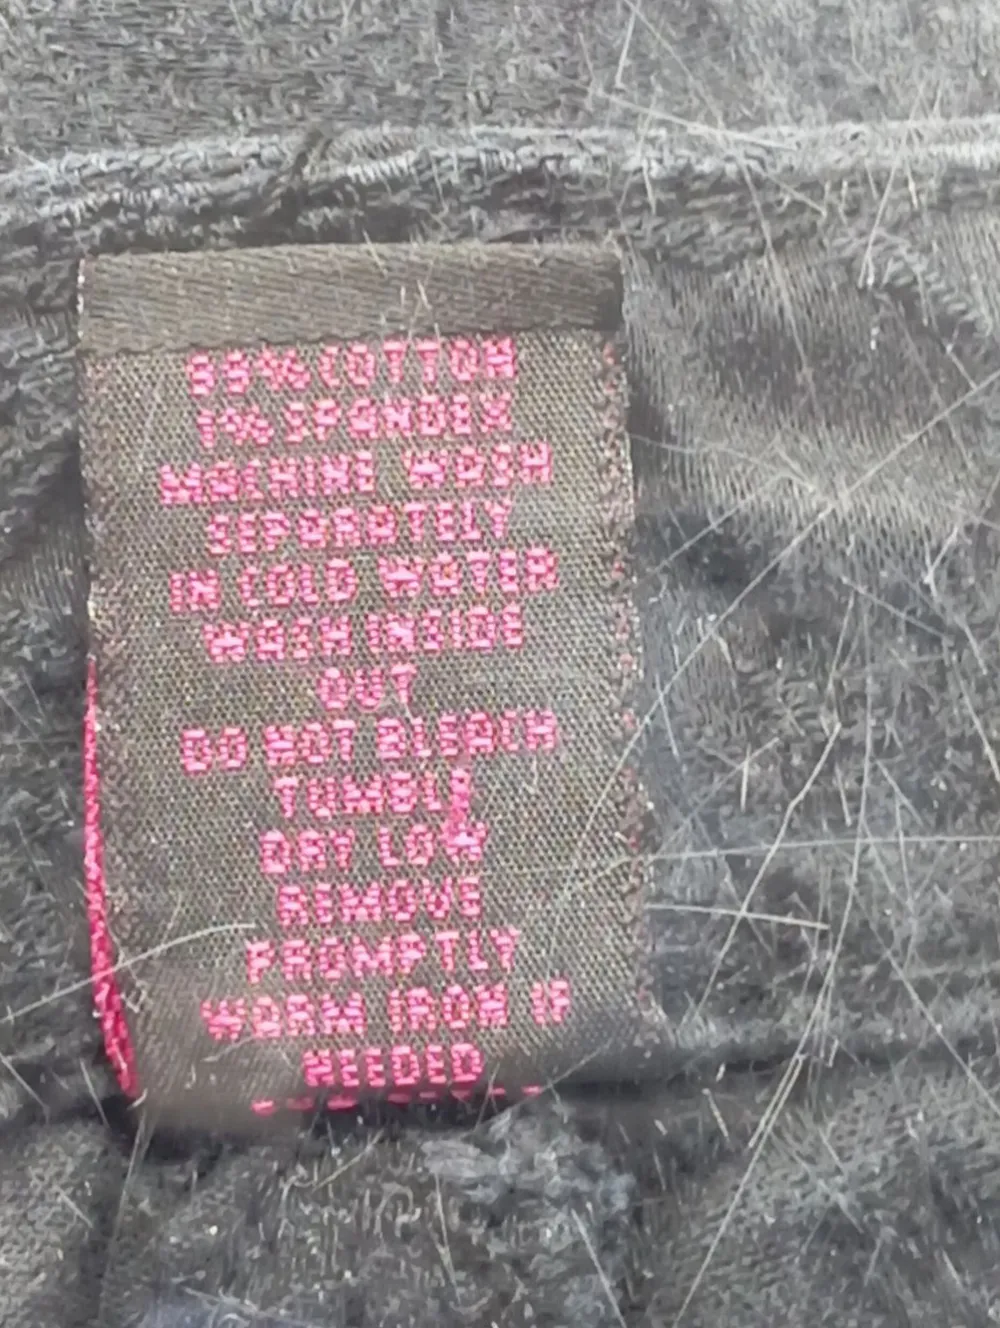 99% COTTON
1% SPANDEX
MACHINE WASH
SEPARATELY
IN COLD WATER
WASH INSIDE
OUT
DO NOT BLEACH
TUMBLE
DRY LOW
REMOVE
PROMPTLY
WARM IRON IF
NEEDED